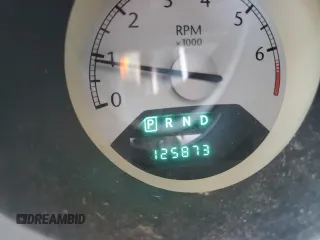 0 1 2 3 4 5 6
RPM
x1000
P R N D
125873
DREAMBID